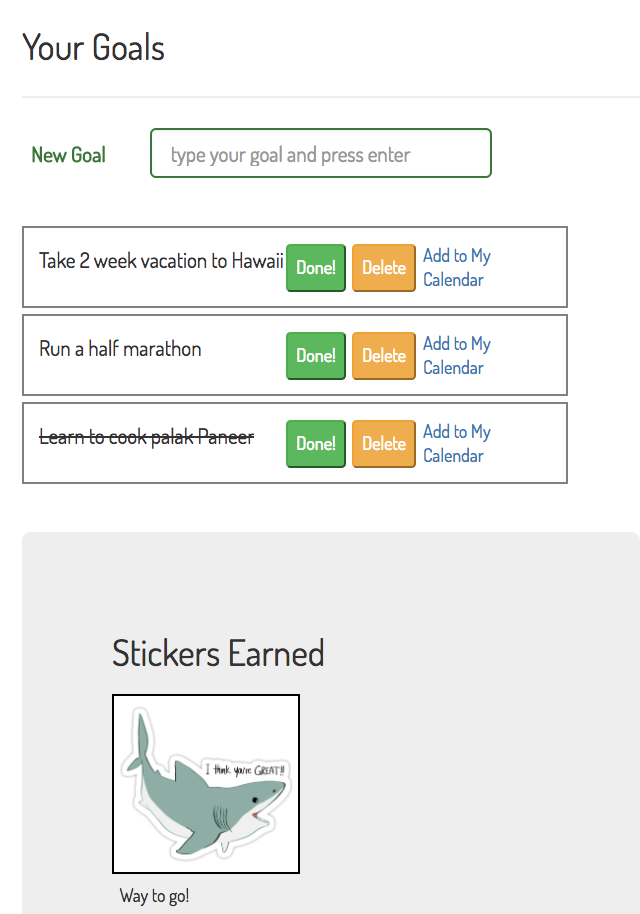 Your Goals
New Goal
type your goal and press enter
Take 2 week vacation to Hawaii Done! Delete Add to My
Calendar
Run a half marathon Done! Delete Add to My
Calendar
Learn to cook palak Paneer Done! Delete Add to My
Calendar
Stickers Earned
I think you're GREAT!!
Way to go!